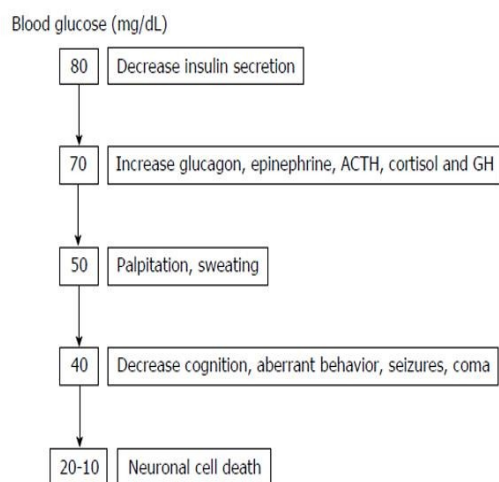 Blood glucose (mg/dL)
80 Decrease insulin secretion
70 Increase glucagon, epinephrine, ACTH, cortisol and GH
50 Palpitation, sweating
40 Decrease cognition, aberrant behavior, seizures, coma
20-10 Neuronal cell death